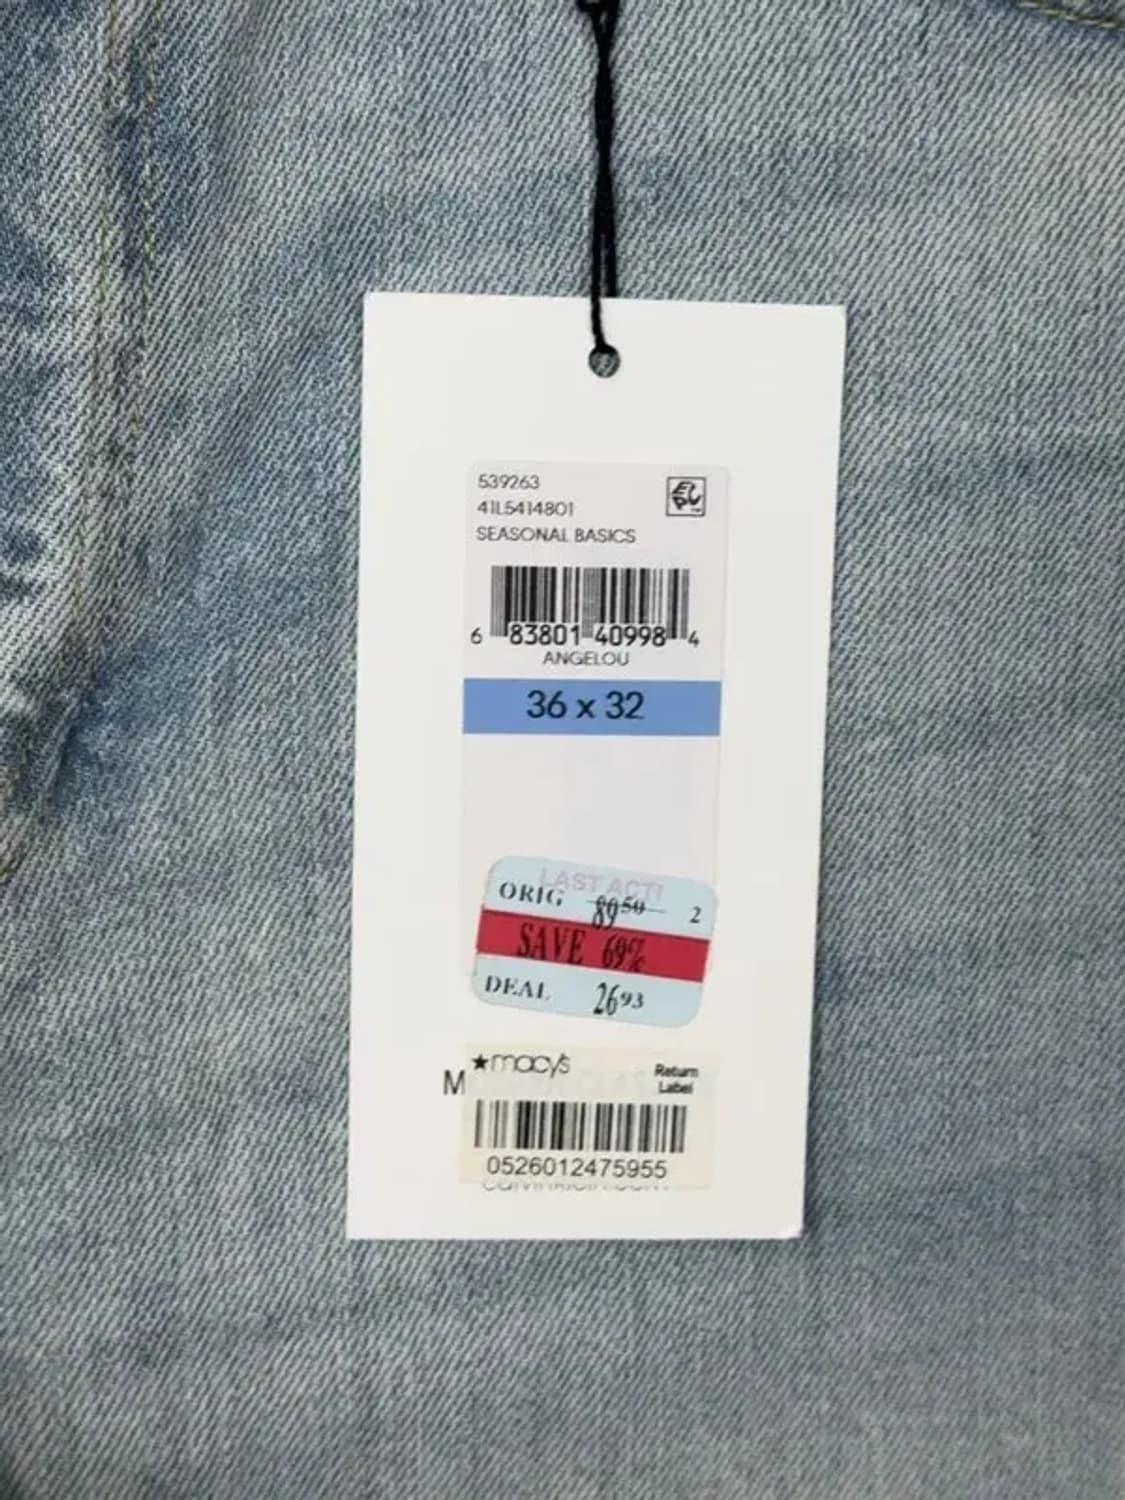 539263
41L5414801
SEASONAL BASICS
6 83801 40998 4
ANGELOU
36 x 32
LAST ACT!
ORIG 89 50 2
SAVE 69%
DEAL 26 93
★macy's Return
Label
M
0526012475955